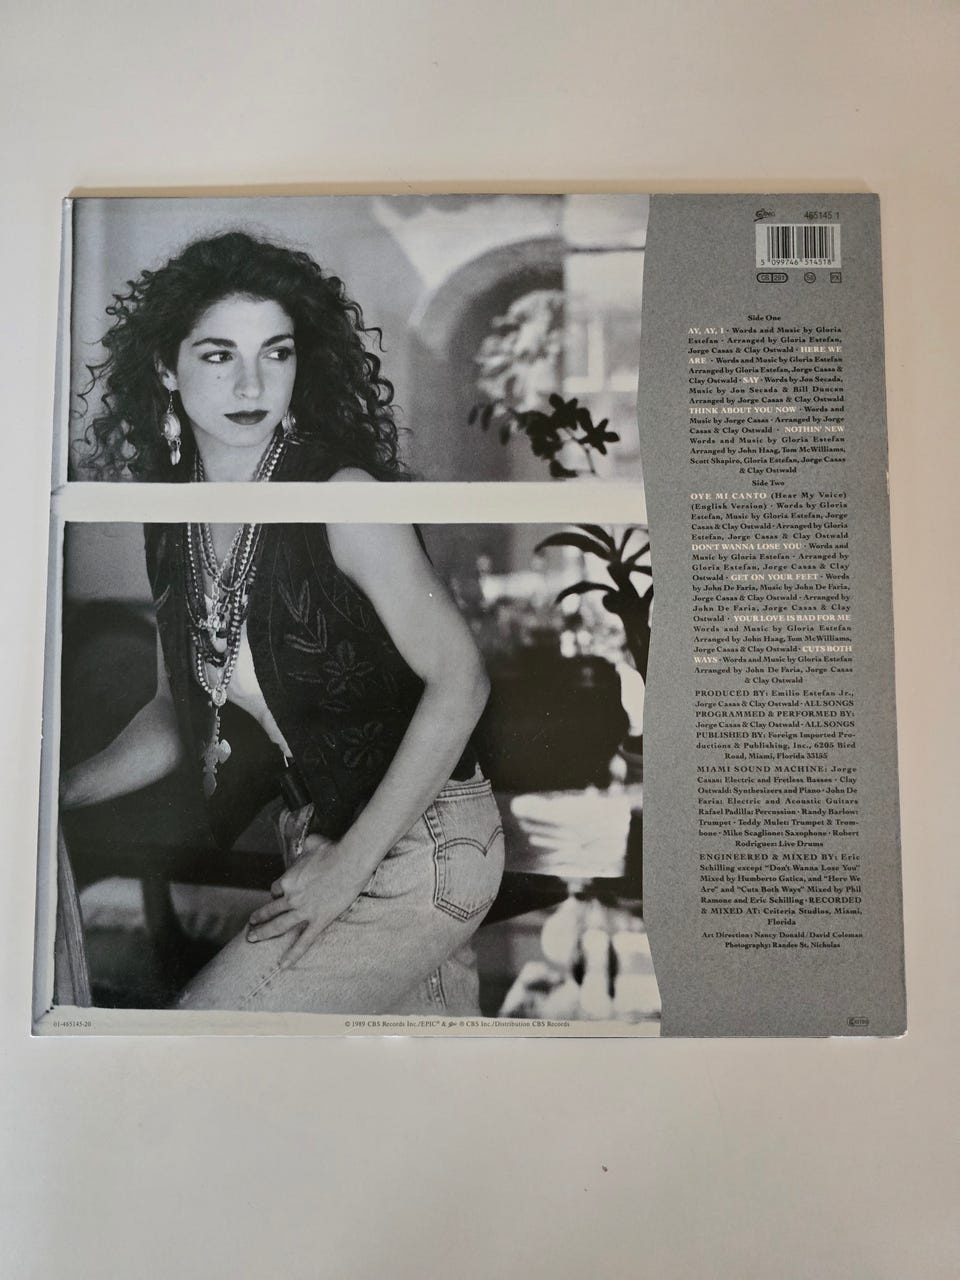 Epic
465145 1
5 099746 514518
Side One
AY, AY, I · Words and Music by Gloria
Estefan · Arranged by Gloria Estefan,
Jorge Casas & Clay Ostwald · HERE WE
ARE · Words and Music by Gloria Estefan
Arranged by Gloria Estefan, Jorge Casas &
Clay Ostwald · SAY · Words by Jon Secada,
Music by Jon Secada & Bill Duncan
Arranged by Jorge Casas & Clay Ostwald
THINK ABOUT YOU NOW · Words and
Music by Jorge Casas · Arranged by Jorge
Casas & Clay Ostwald · NOTHIN' NEW
Words and Music by Gloria Estefan
Arranged by John Haag, Tom McWilliams,
Scott Shapiro, Gloria Estefan, Jorge Casas
& Clay Ostwald
Side Two
OYE MI CANTO (Hear My Voice)
(English Version) · Words by Gloria
Estefan, Music by Gloria Estefan, Jorge
Casas & Clay Ostwald · Arranged by Gloria
Estefan, Jorge Casas & Clay Ostwald
DON'T WANNA LOSE YOU · Words and
Music by Gloria Estefan · Arranged by
Gloria Estefan, Jorge Casas & Clay
Ostwald · GET ON YOUR FEET · Words
by John De Faria, Music by John De Faria,
Jorge Casas & Clay Ostwald · Arranged by
John De Faria, Jorge Casas & Clay
Ostwald · YOUR LOVE IS BAD FOR ME
Words and Music by Gloria Estefan
Arranged by John Haag, Tom McWilliams,
Jorge Casas & Clay Ostwald · CUTS BOTH
WAYS · Words and Music by Gloria Estefan
Arranged by John De Faria, Jorge Casas
& Clay Ostwald
PRODUCED BY: Emilio Estefan Jr.,
Jorge Casas & Clay Ostwald · ALL SONGS
PROGRAMMED & PERFORMED BY:
Jorge Casas & Clay Ostwald · ALL SONGS
PUBLISHED BY: Foreign Imported Pro-
ductions & Publishing, Inc., 6205 Bird
Road, Miami, Florida 33155
MIAMI SOUND MACHINE: Jorge
Casas: Electric and Fretless Basses · Clay
Ostwald: Synthesizers and Piano · John De
Faria: Electric and Acoustic Guitars
Rafael Padilla: Percussion · Randy Barlow:
Trumpet · Teddy Mulet: Trumpet & Trom-
bone · Mike Scaglione: Saxophone · Robert
Rodriguez: Live Drums
ENGINEERED & MIXED BY: Eric
Schilling except "Don't Wanna Lose You"
Mixed by Humberto Gatica, and "Here We
Are" and "Cuts Both Ways" Mixed by Phil
Ramone and Eric Schilling · RECORDED
& MIXED AT: Criteria Studios, Miami,
Florida
Art Direction: Nancy Donald / David Coleman
Photography: Randee St. Nicholas
01-465145-20
© 1989 CBS Records Inc./EPIC® & Epic ® CBS Inc./Distribution CBS Records